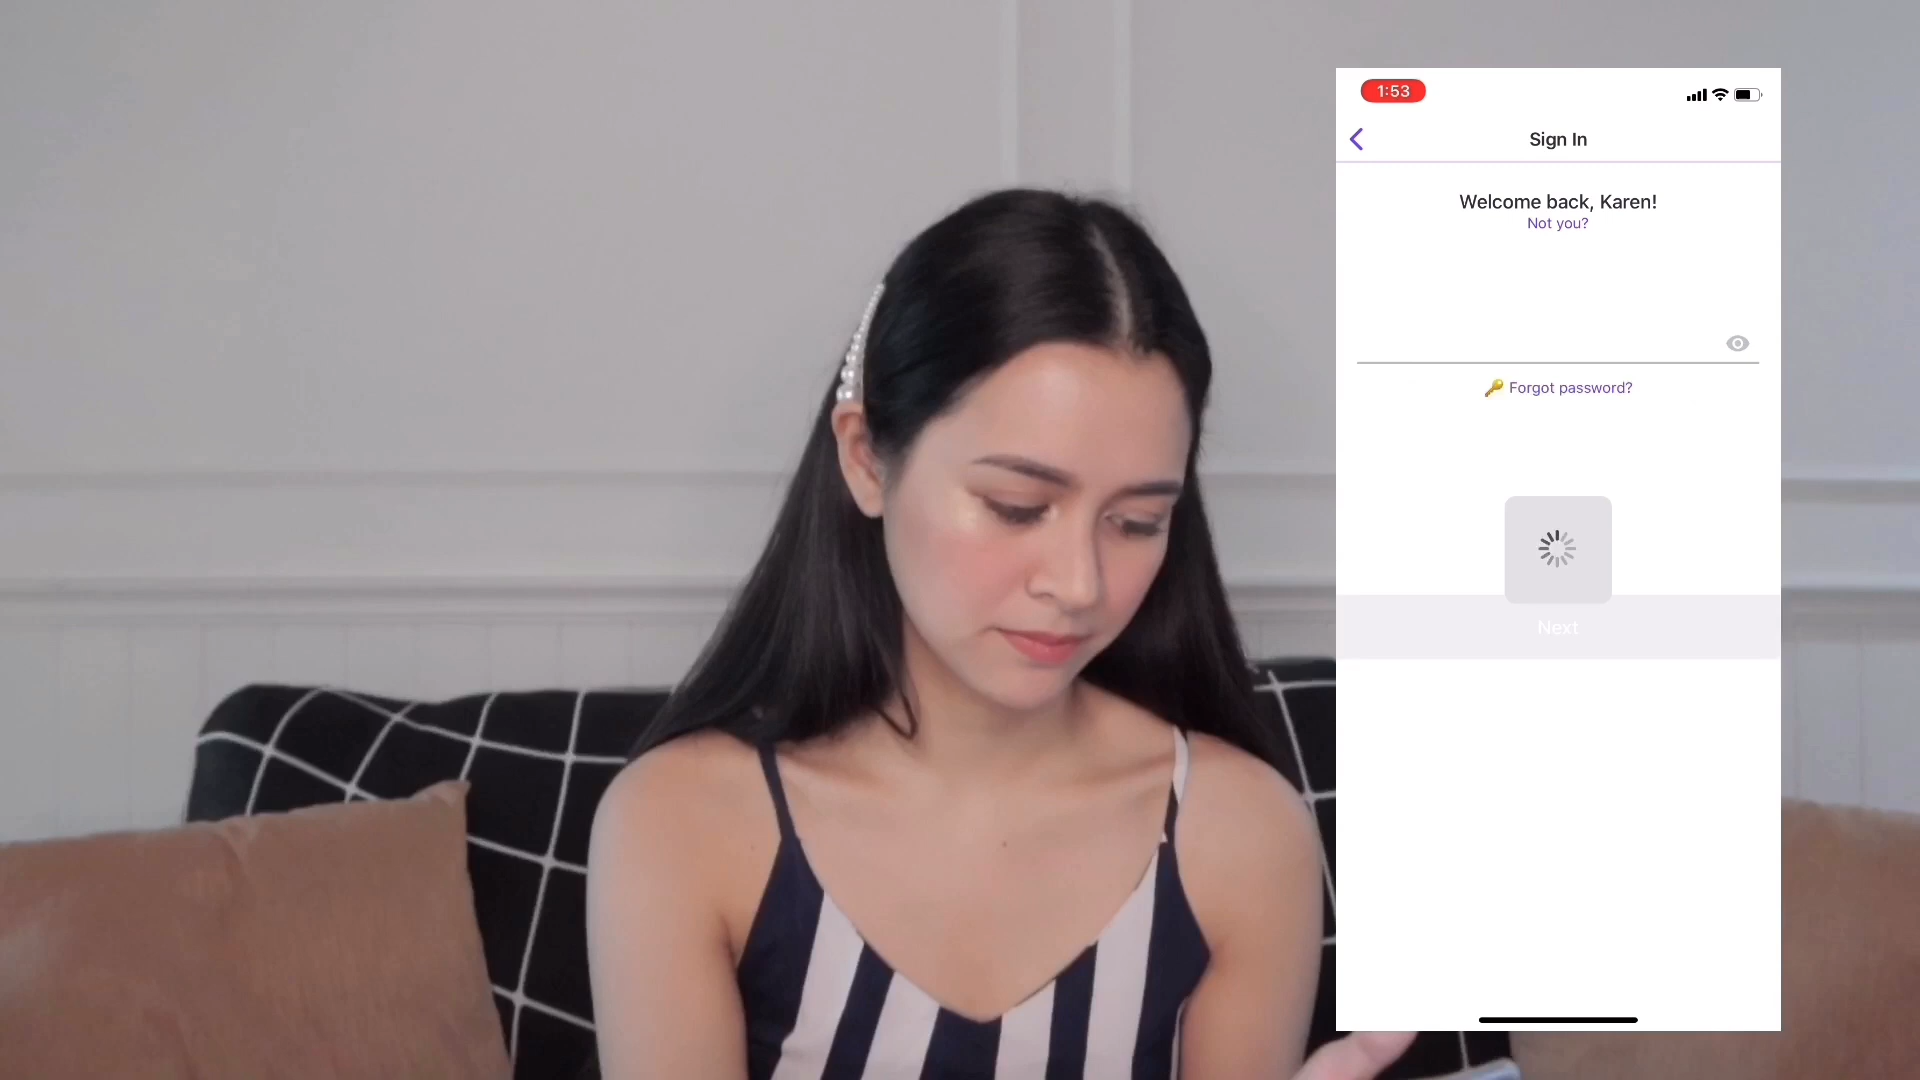 1:53
Sign In
Welcome back, Karen!
Not you?
🔑 Forgot password?
Next